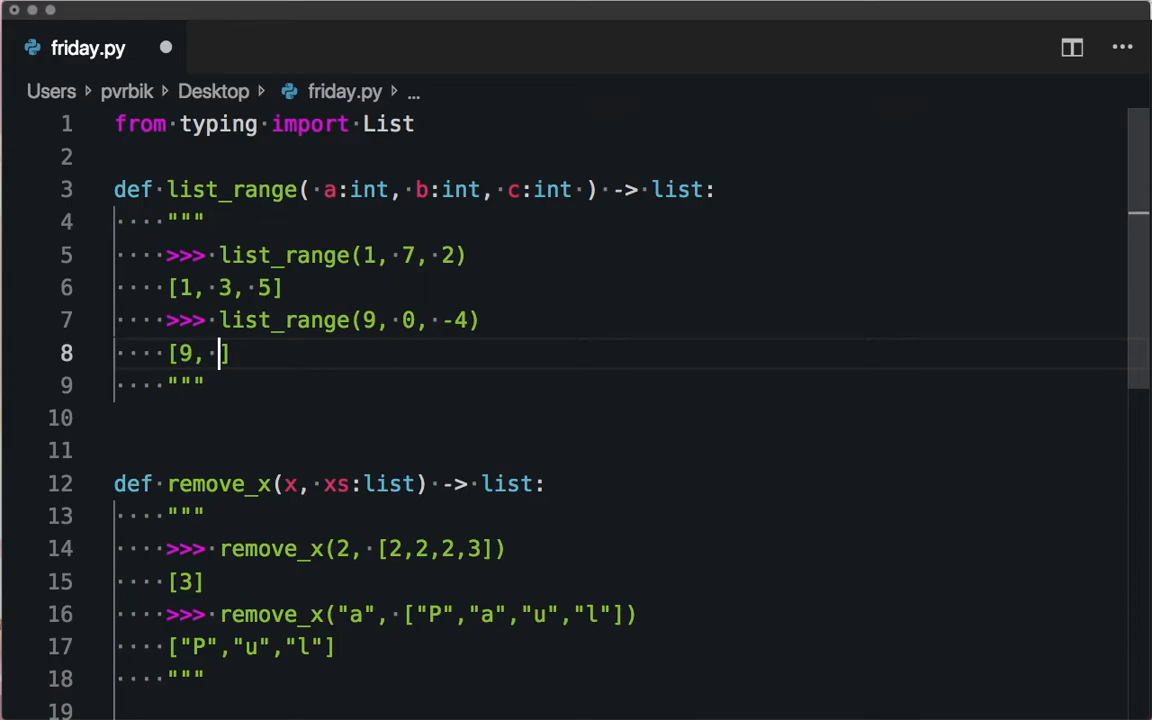 friday.py
Users pvrbik Desktop friday.py ...
1 from typing import List
2
3 def list_range( a:int, b:int, c:int ) -> list:
4 """
5 >>> list_range(1, 7, 2)
6 [1, 3, 5]
7 >>> list_range(9, 0, -4)
8 [9, ]
9 """
10
11
12 def remove_x(x, xs:list) -> list:
13 """
14 >>> remove_x(2, [2,2,2,3])
15 [3]
16 >>> remove_x("a", ["P","a","u","l"])
17 ["P","u","l"]
18 """
19